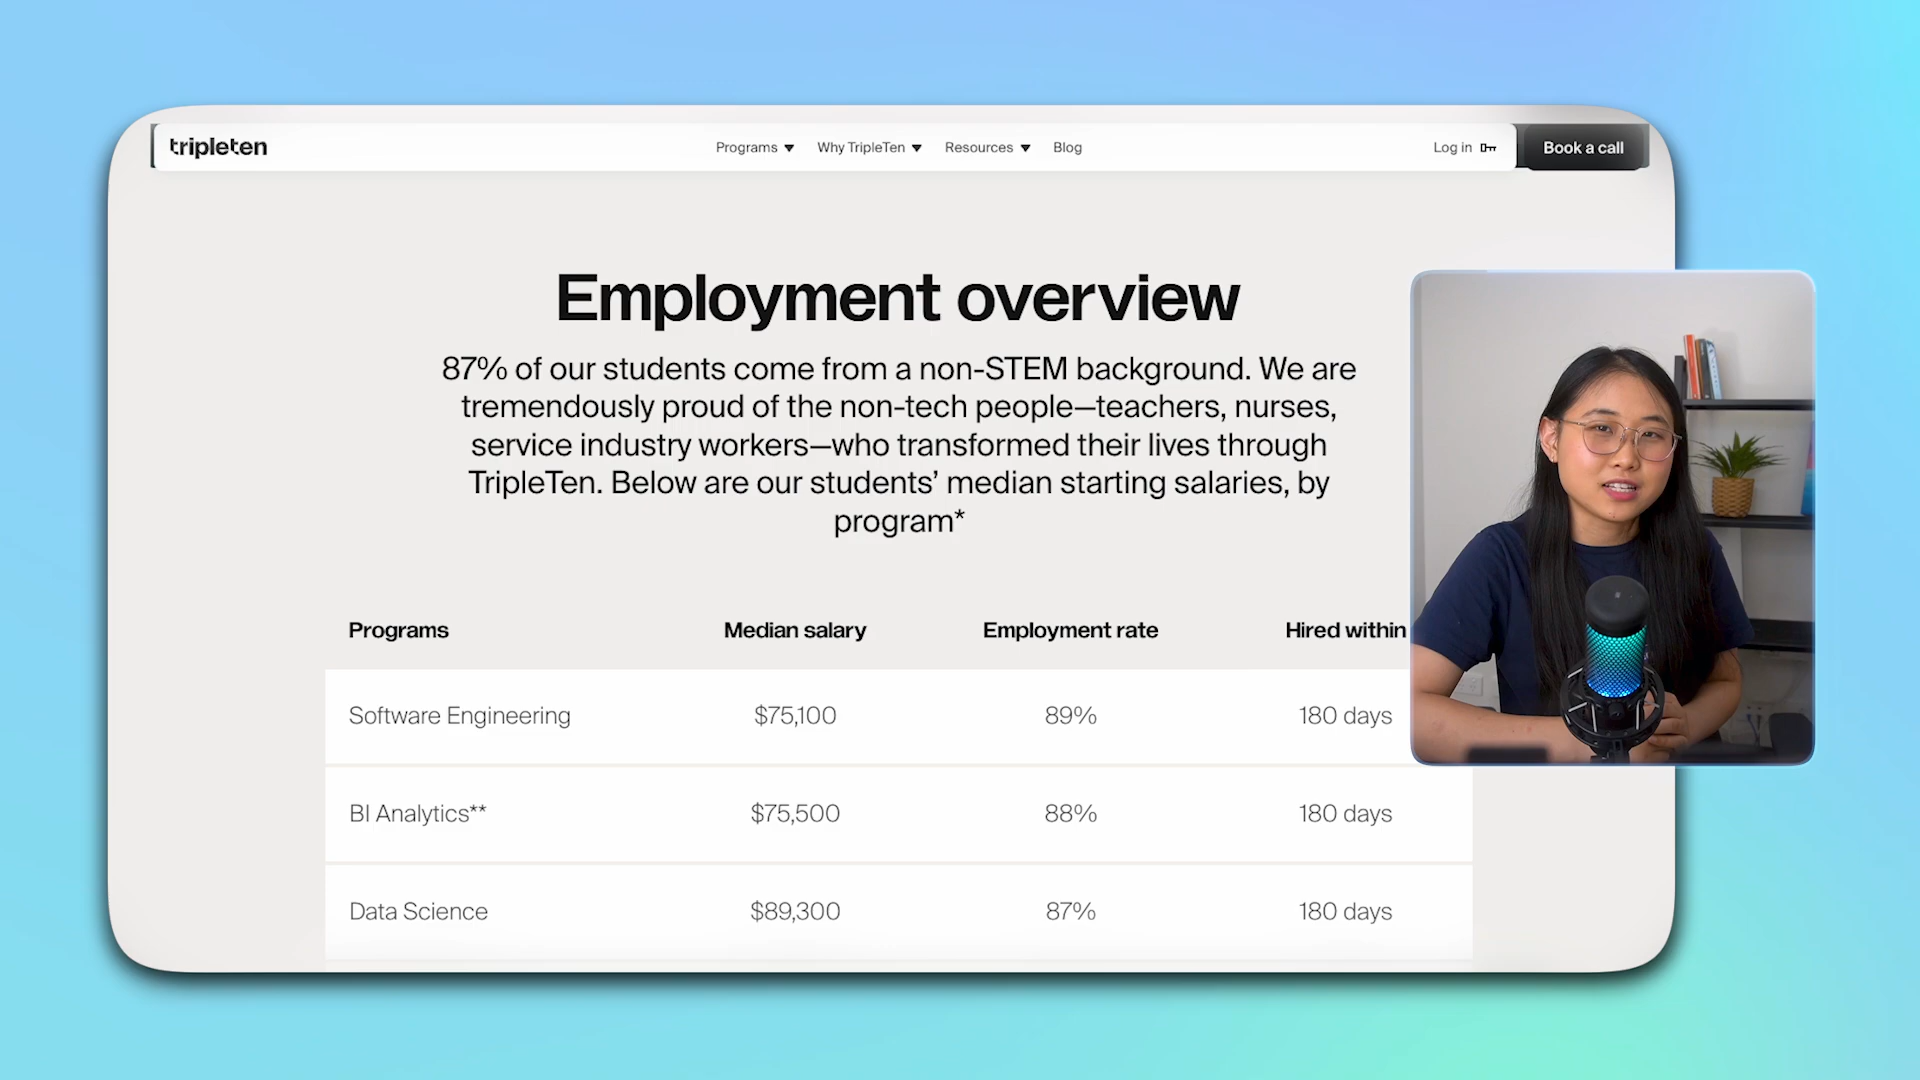 tripleten
Programs Why TripleTen Resources Blog
Log in
Book a call
Employment overview
87% of our students come from a non-STEM background. We are
tremendously proud of the non-tech people—teachers, nurses,
service industry workers—who transformed their lives through
TripleTen. Below are our students’ median starting salaries, by
program*
Programs Median salary Employment rate Hired within
Software Engineering $75,100 89% 180 days
BI Analytics** $75,500 88% 180 days
Data Science $89,300 87% 180 days